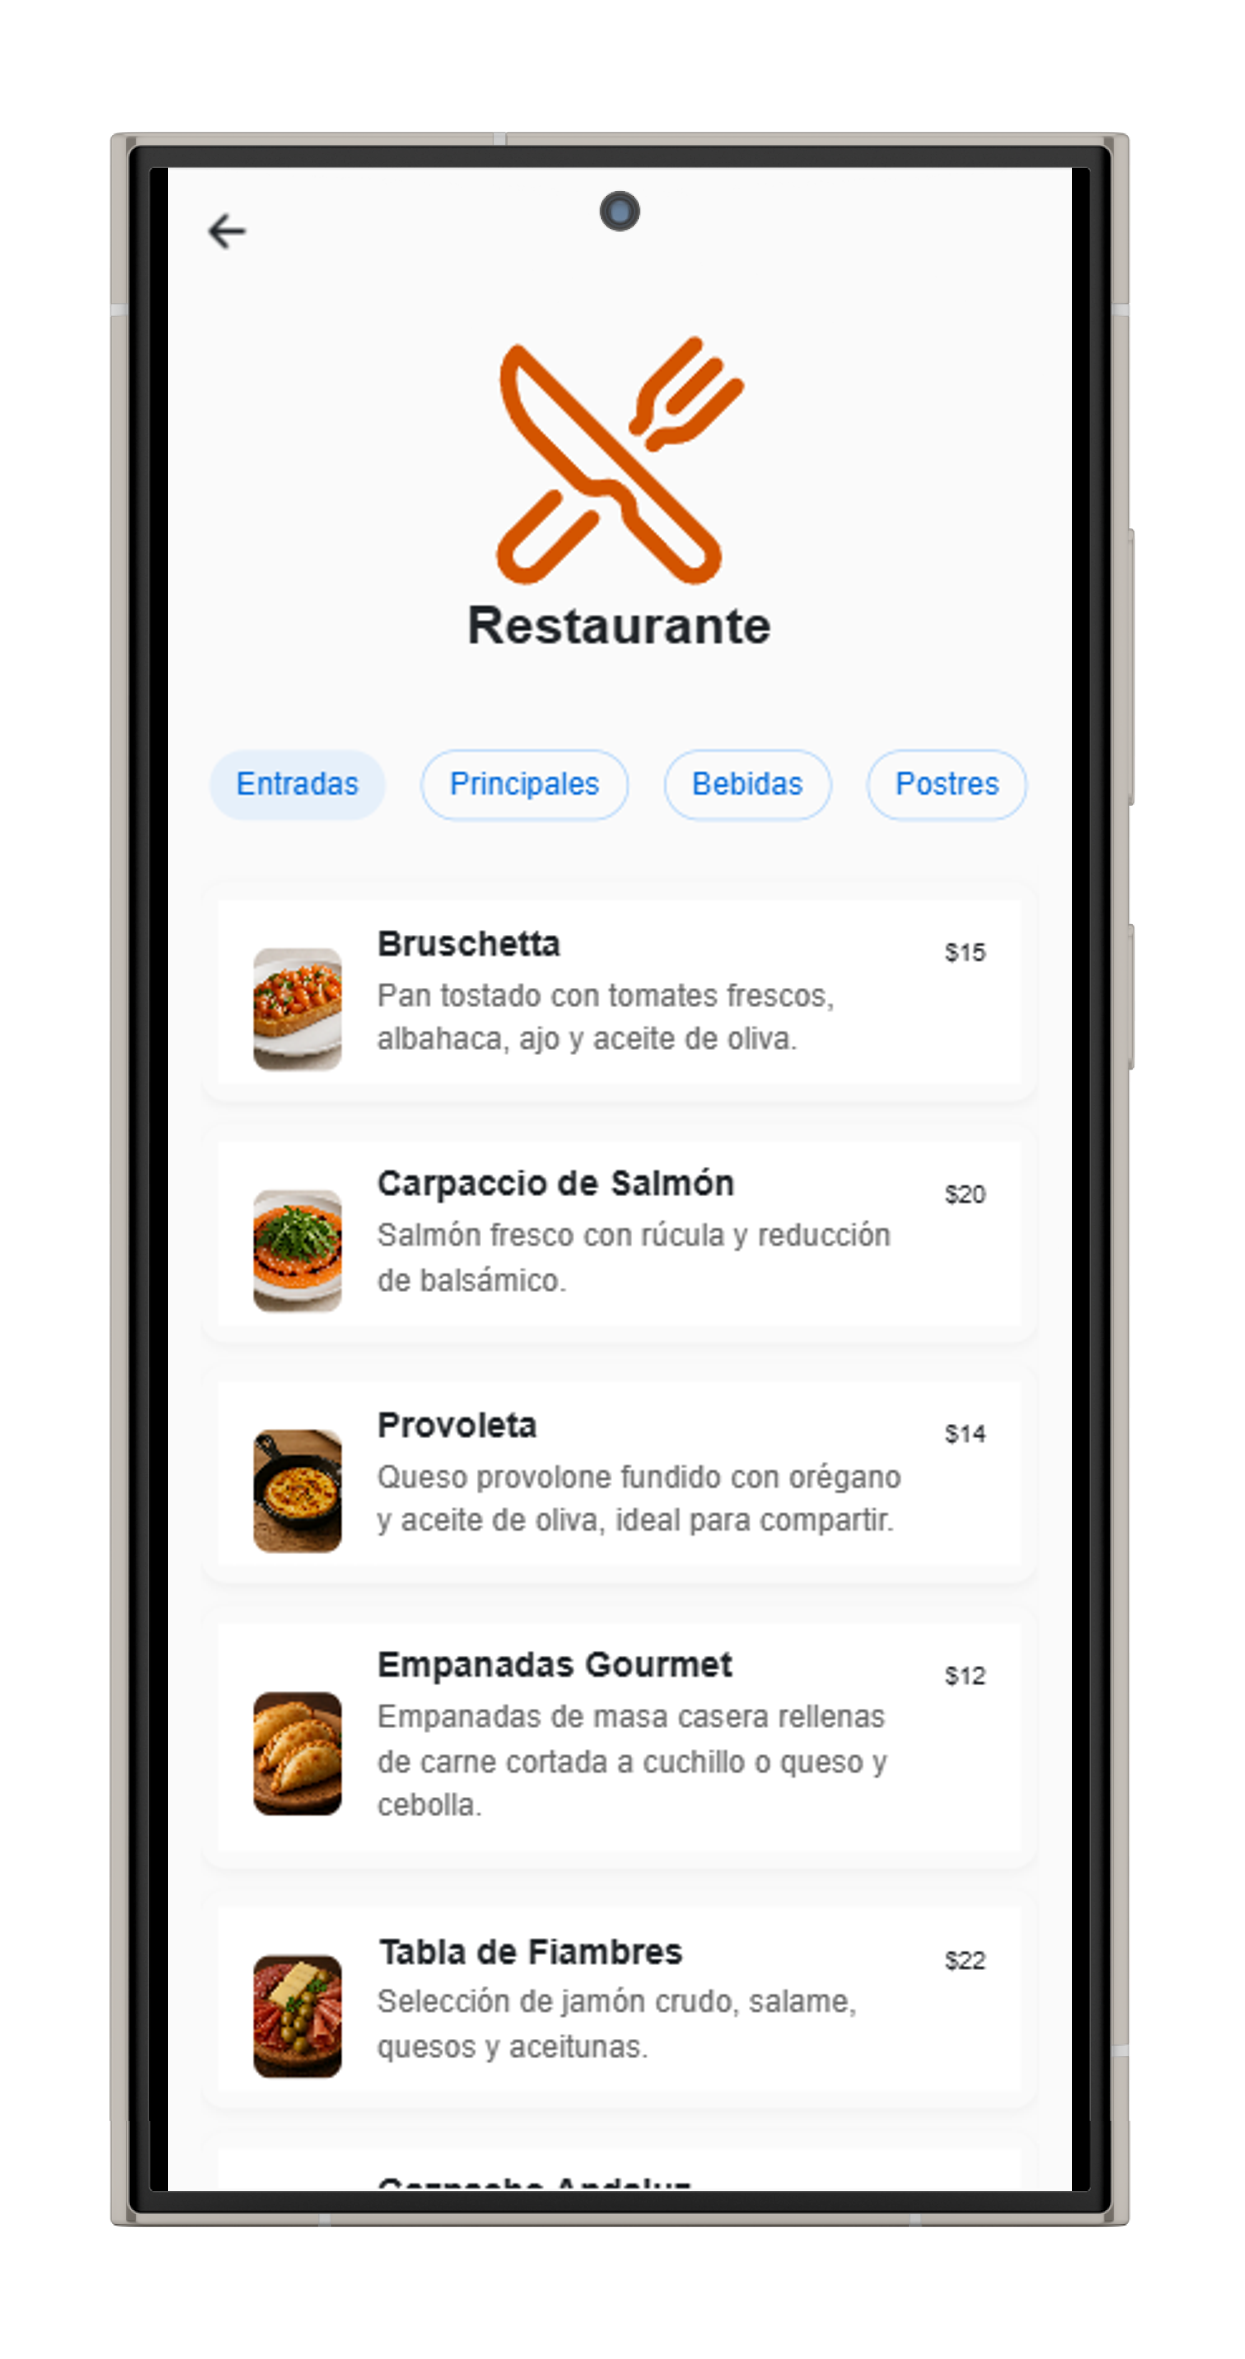 Restaurante
Entradas
Principales
Bebidas
Postres
Bruschetta
$15
Pan tostado con tomates frescos,
albahaca, ajo y aceite de oliva.
Carpaccio de Salmón
$20
Salmón fresco con rúcula y reducción
de balsámico.
Provoleta
$14
Queso provolone fundido con orégano
y aceite de oliva, ideal para compartir.
Empanadas Gourmet
$12
Empanadas de masa casera rellenas
de carne cortada a cuchillo o queso y
cebolla.
Tabla de Fiambres
$22
Selección de jamón crudo, salame,
quesos y aceitunas.
Gazpacho Andaluz